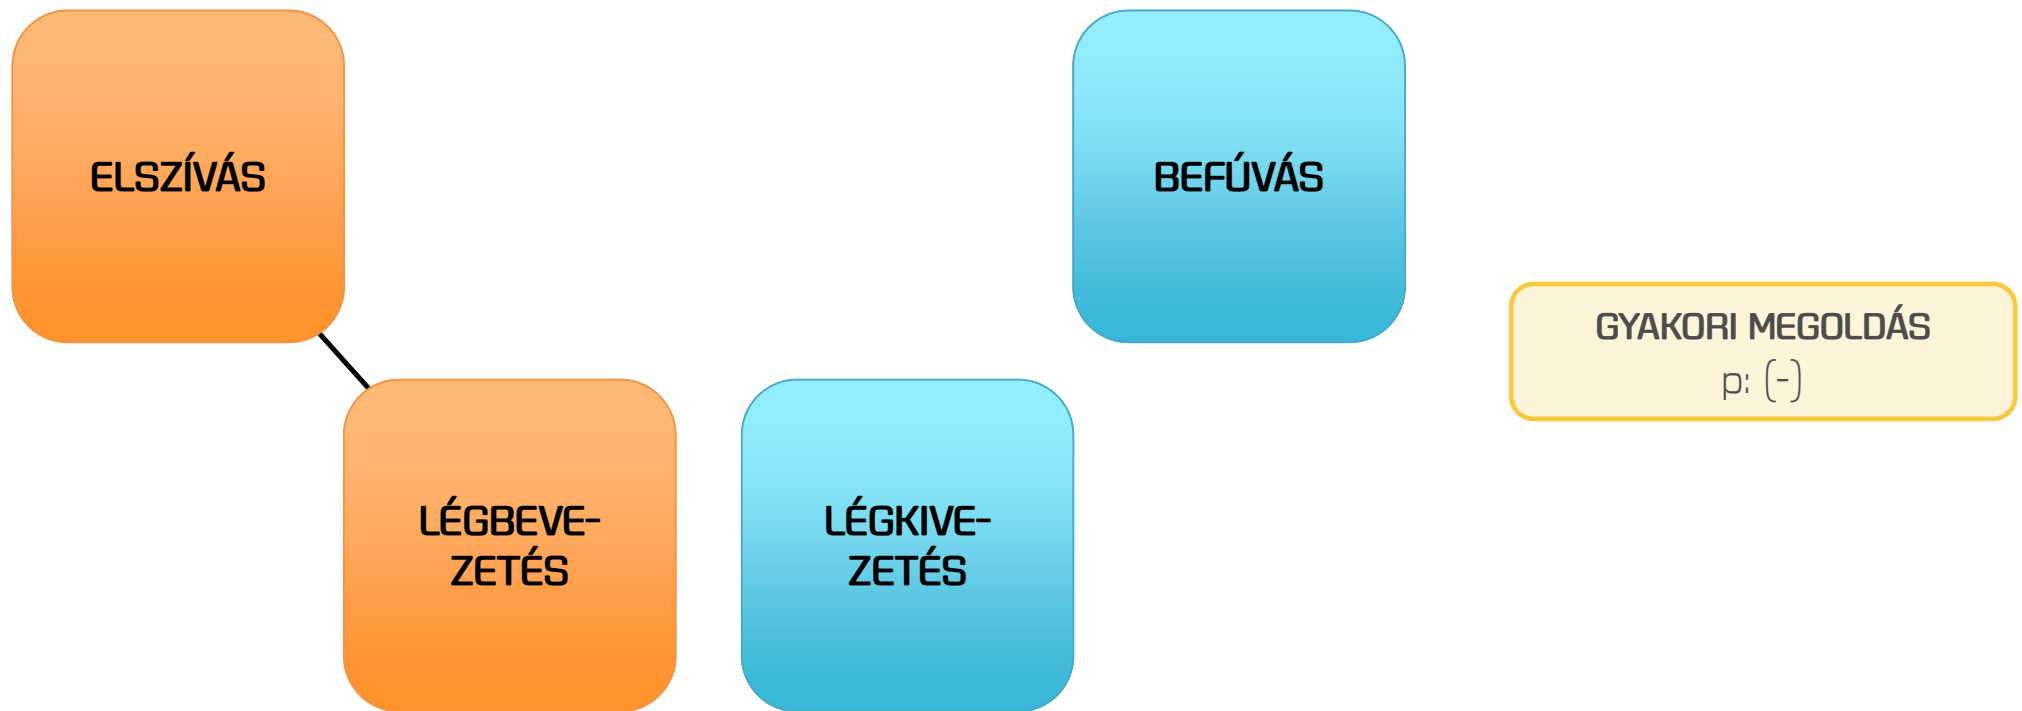 ELSZÍVÁS
BEFÚVÁS
GYAKORI MEGOLDÁS
p: (-)
LÉGBEVE-
ZETÉS
LÉGKIVE-
ZETÉS